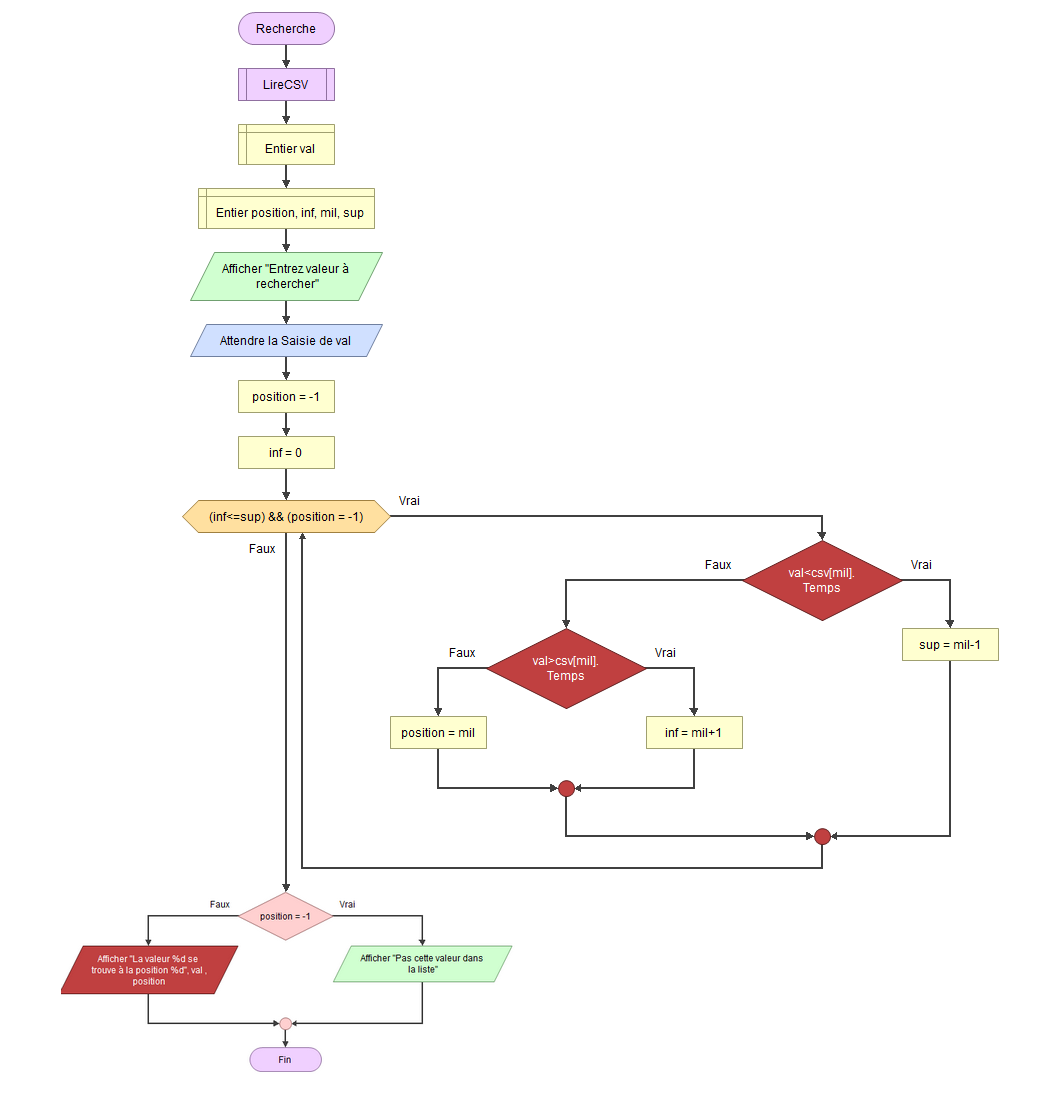 Recherche
LireCSV
Entier val
Entier position, inf, mil, sup
Afficher "Entrez valeur à
rechercher"
Attendre la Saisie de val
position = -1
inf = 0
(inf<=sup) && (position = -1)
Vrai
Faux
val<csv[mil].
Temps
Faux
Vrai
sup = mil-1
val>csv[mil].
Temps
Faux
Vrai
position = mil
inf = mil+1
position = -1
Faux
Vrai
Afficher "La valeur %d se
trouve à la position %d", val ,
position
Afficher "Pas cette valeur dans
la liste"
Fin